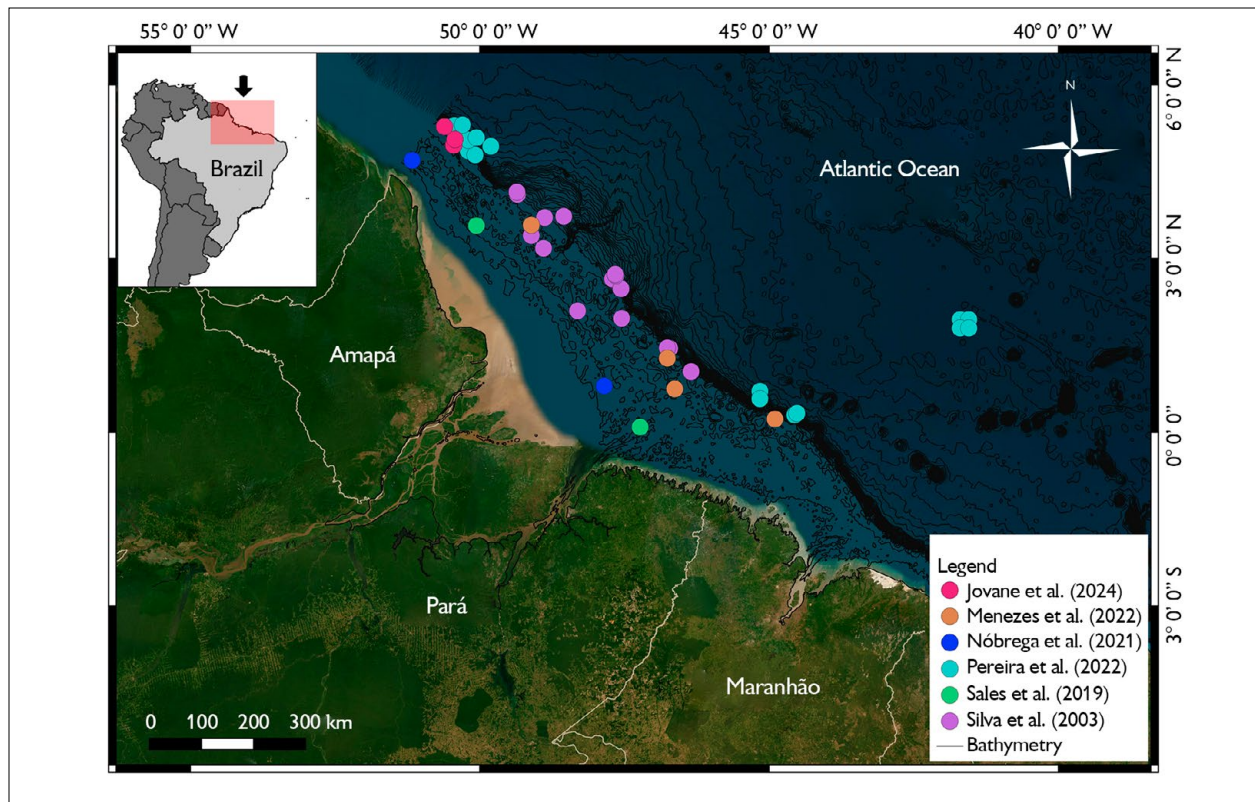 55° 0’ 0” W
50° 0’ 0” W
45° 0’ 0” W
40° 0’ 0” W
6° 0’ 0” N
N
Brazil
Atlantic Ocean
3° 0’ 0” N
Amapá
0° 0’ 0”
Pará
Maranhão
3° 0’ 0” S
Legend
Jovane et al. (2024)
Menezes et al. (2022)
Nóbrega et al. (2021)
Pereira et al. (2022)
Sales et al. (2019)
Silva et al. (2003)
Bathymetry
0 100 200 300 km